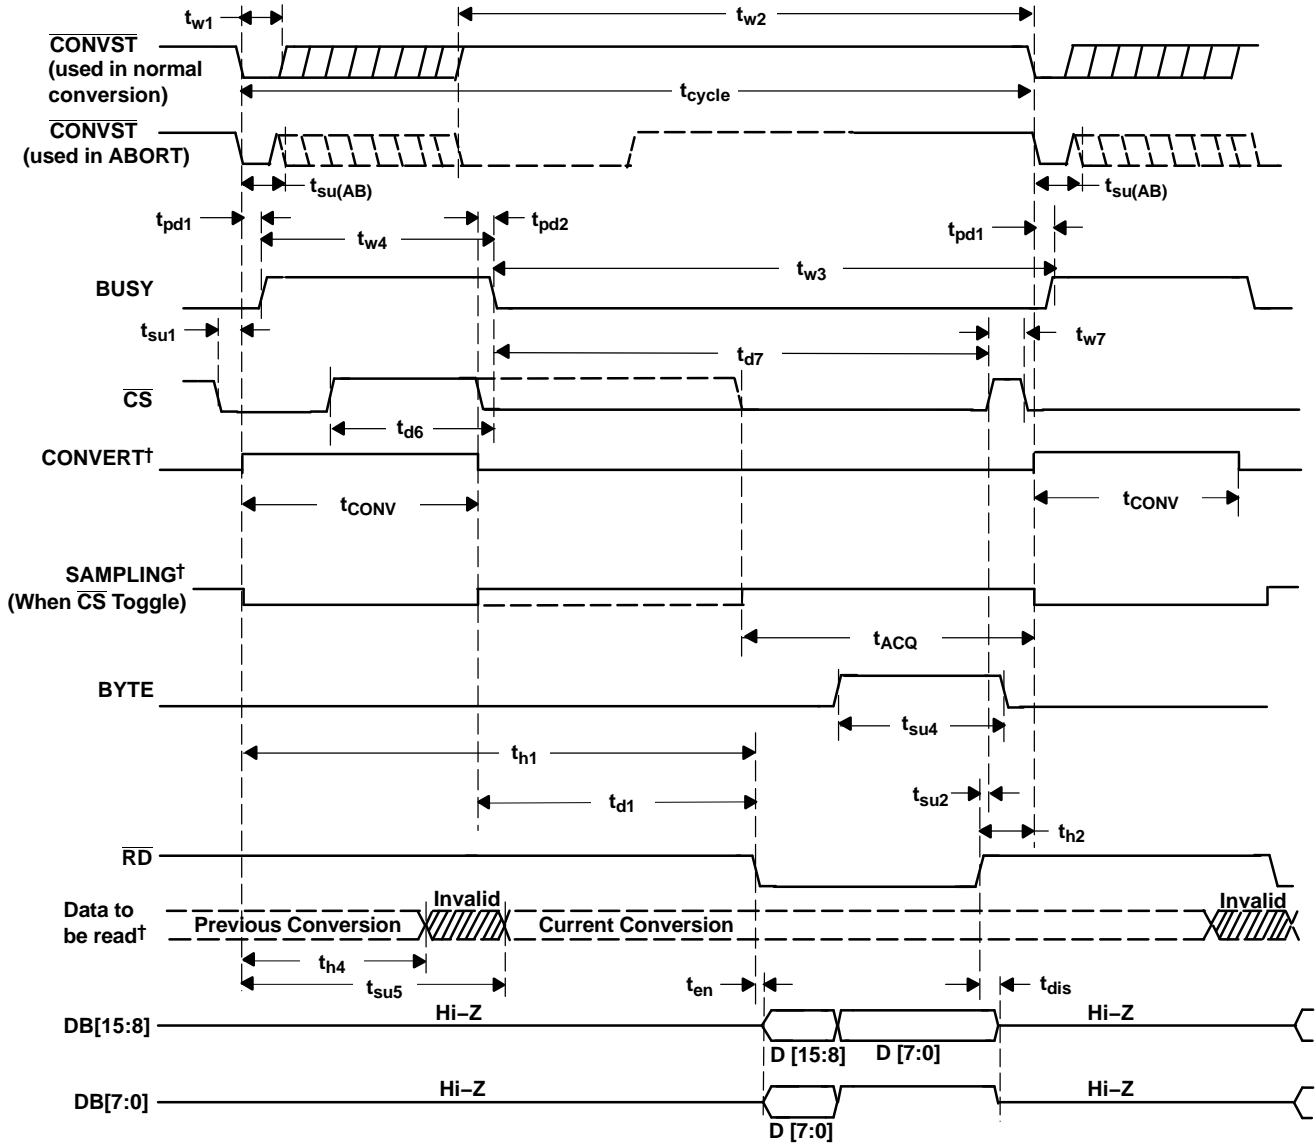 tw1
tw2
CONVST
(used in normal
conversion)
tcycle
CONVST
(used in ABORT)
tsu(AB)
tsu(AB)
tpd1
tw4
tpd2
tpd1
tw3
BUSY
tsu1
tw7
td7
CS
td6
CONVERT†
tCONV
tCONV
SAMPLING†
(When CS Toggle)
tACQ
BYTE
tsu4
th1
tsu2
td1
th2
RD
Invalid
Invalid
Data to
be read†
Previous Conversion
Current Conversion
th4
tsu5
ten
tdis
Hi–Z
Hi–Z
DB[15:8]
D [15:8]
D [7:0]
Hi–Z
Hi–Z
DB[7:0]
D [7:0]